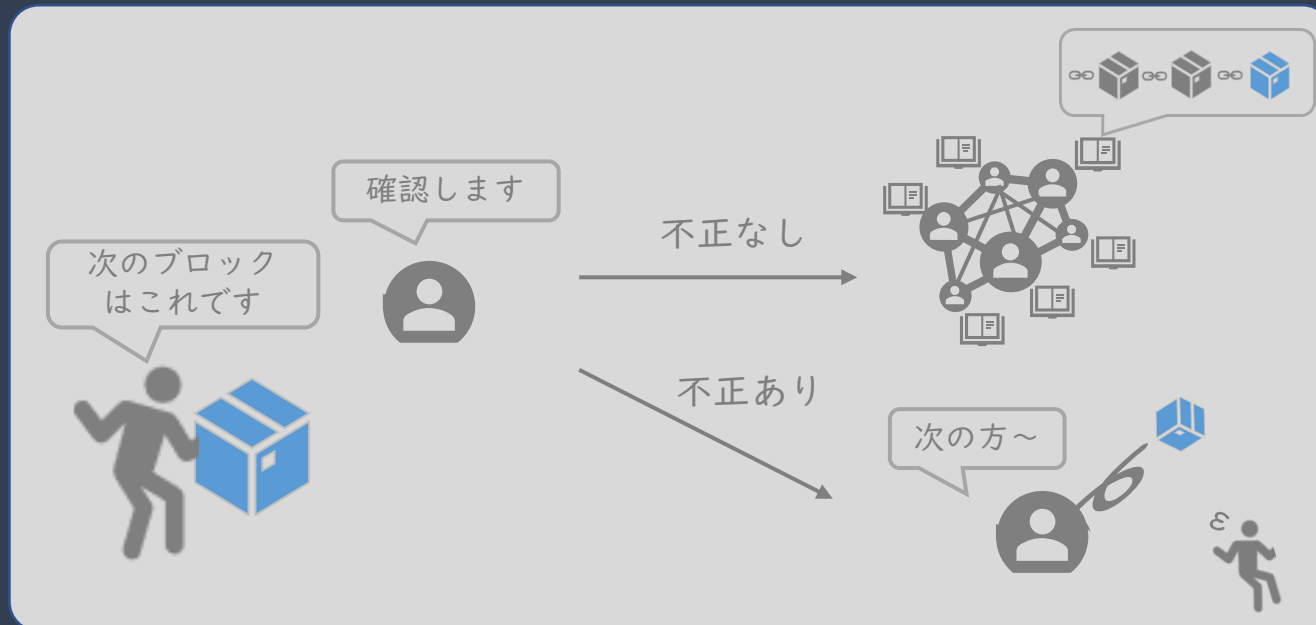 確認します
次のブロック
はこれです
不正なし
不正あり
次の方～